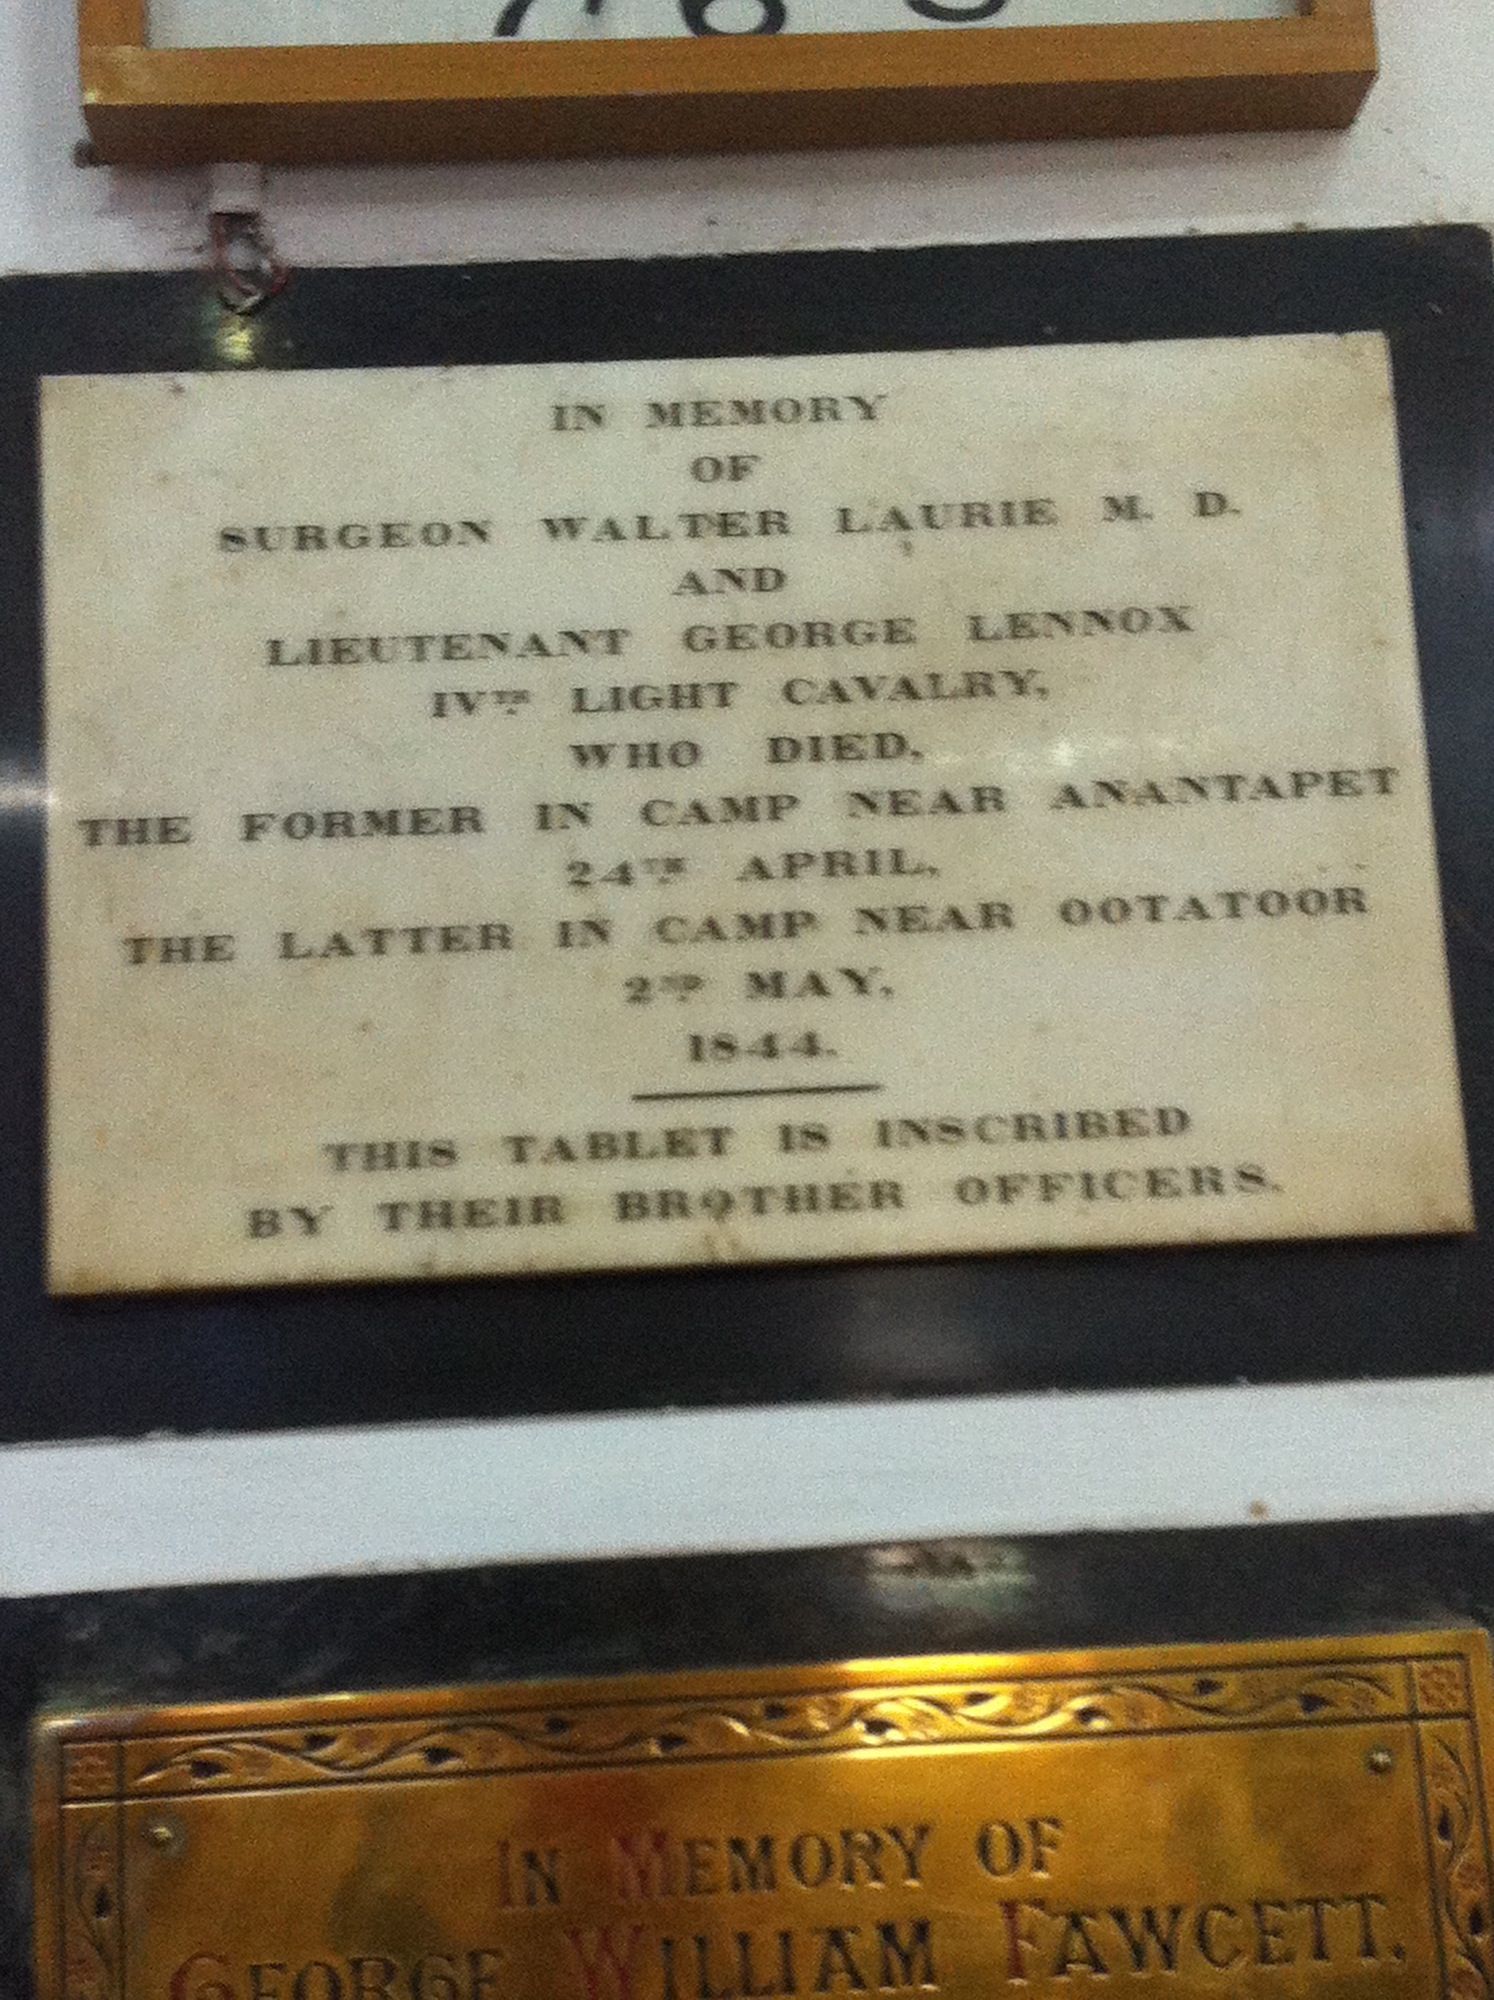 IN MEMORY
OF
SURGEON WALTER LAURIE M. D.
AND
LIEUTENANT GEORGE LENNOX
IVTH LIGHT CAVALRY,
WHO DIED,
THE FORMER IN CAMP NEAR ANANTAPET
24TH APRIL,
THE LATTER IN CAMP NEAR OOTATOOR
2ND MAY,
1844.
THIS TABLET IS INSCRIBED
BY THEIR BROTHER OFFICERS.
IN MEMORY OF
GEORGE WILLIAM FAWCETT,